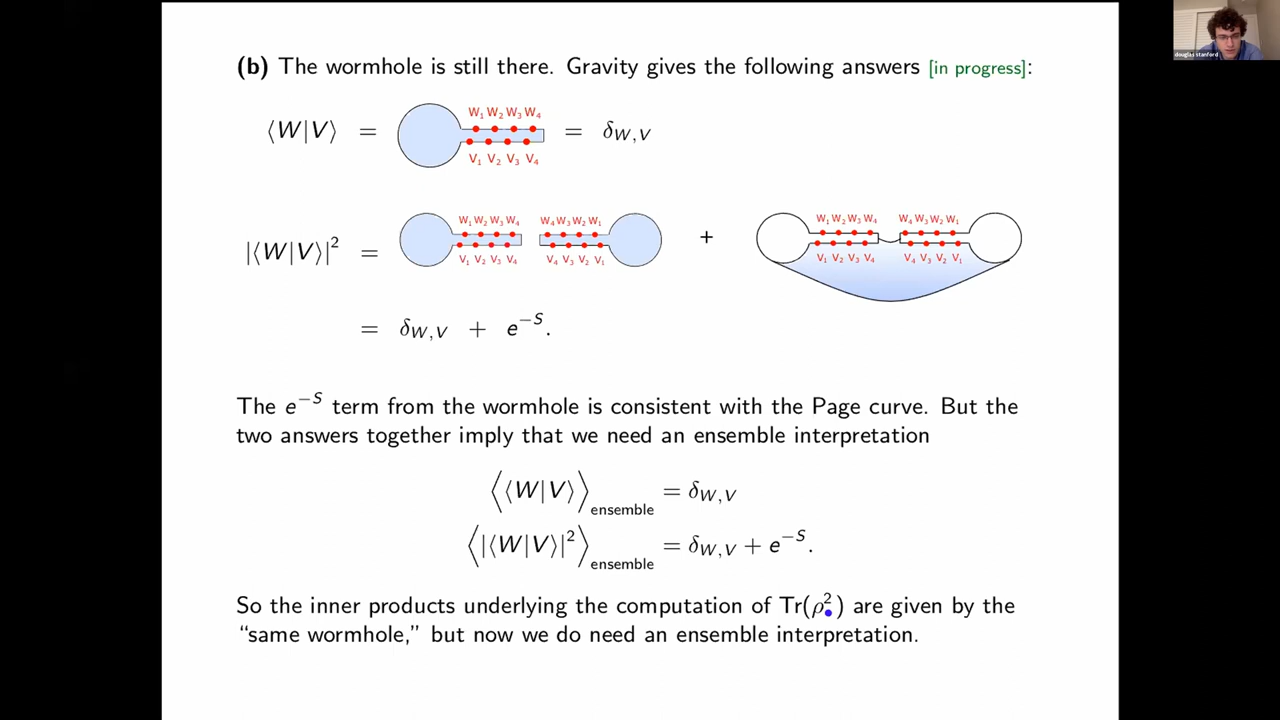 (b) The wormhole is still there. Gravity gives the following answers [in progress]:
W₁ W₂ W₃ W₄
⟨W|V⟩ = = δ_{W,V}
V₁ V₂ V₃ V₄
W₁ W₂ W₃ W₄ W₄ W₃ W₂ W₁ + W₁ W₂ W₃ W₄ W₄ W₃ W₂ W₁
|⟨W|V⟩|² =
V₁ V₂ V₃ V₄ V₄ V₃ V₂ V₁ V₁ V₂ V₃ V₄ V₄ V₃ V₂ V₁
= δ_{W,V} + e^{−S}.
The e^{−S} term from the wormhole is consistent with the Page curve. But the
two answers together imply that we need an ensemble interpretation
⟨⟨W|V⟩⟩_{ensemble} = δ_{W,V}
⟨|⟨W|V⟩|²⟩_{ensemble} = δ_{W,V} + e^{−S}.
So the inner products underlying the computation of Tr(ρ²) are given by the
“same wormhole,” but now we do need an ensemble interpretation.
douglas stanford